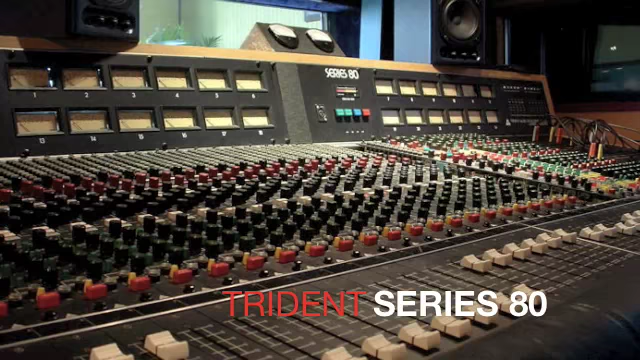 SERIES 80
1 2 3 4 5 6
13 14 15 16 17 18
TRIDENT SERIES 80